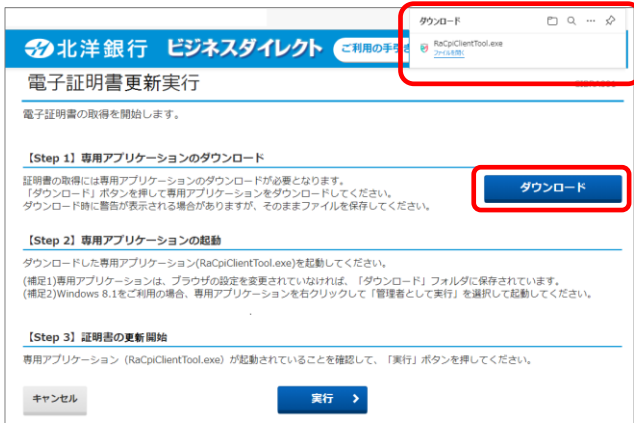 ダウンロード
RaCpiClientTool.exe
ファイルを開く
北洋銀行 ビジネスダイレクト ご利用の手引き
電子証明書更新実行
電子証明書の取得を開始します。
【Step 1】専用アプリケーションのダウンロード
証明書の取得には専用アプリケーションのダウンロードが必要となります。
「ダウンロード」ボタンを押して専用アプリケーションをダウンロードしてください。
ダウンロード時に警告が表示される場合がありますが、そのままファイルを保存してください。
ダウンロード
【Step 2】専用アプリケーションの起動
ダウンロードした専用アプリケーション(RaCpiClientTool.exe)を起動してください。
(補足1)専用アプリケーションは、ブラウザの設定を変更されていなければ、「ダウンロード」フォルダに保存されています。
(補足2)Windows 8.1をご利用の場合、専用アプリケーションを右クリックして「管理者として実行」を選択して起動してください。
【Step 3】証明書の更新開始
専用アプリケーション（RaCpiClientTool.exe）が起動されていることを確認して、「実行」ボタンを押してください。
キャンセル
実行